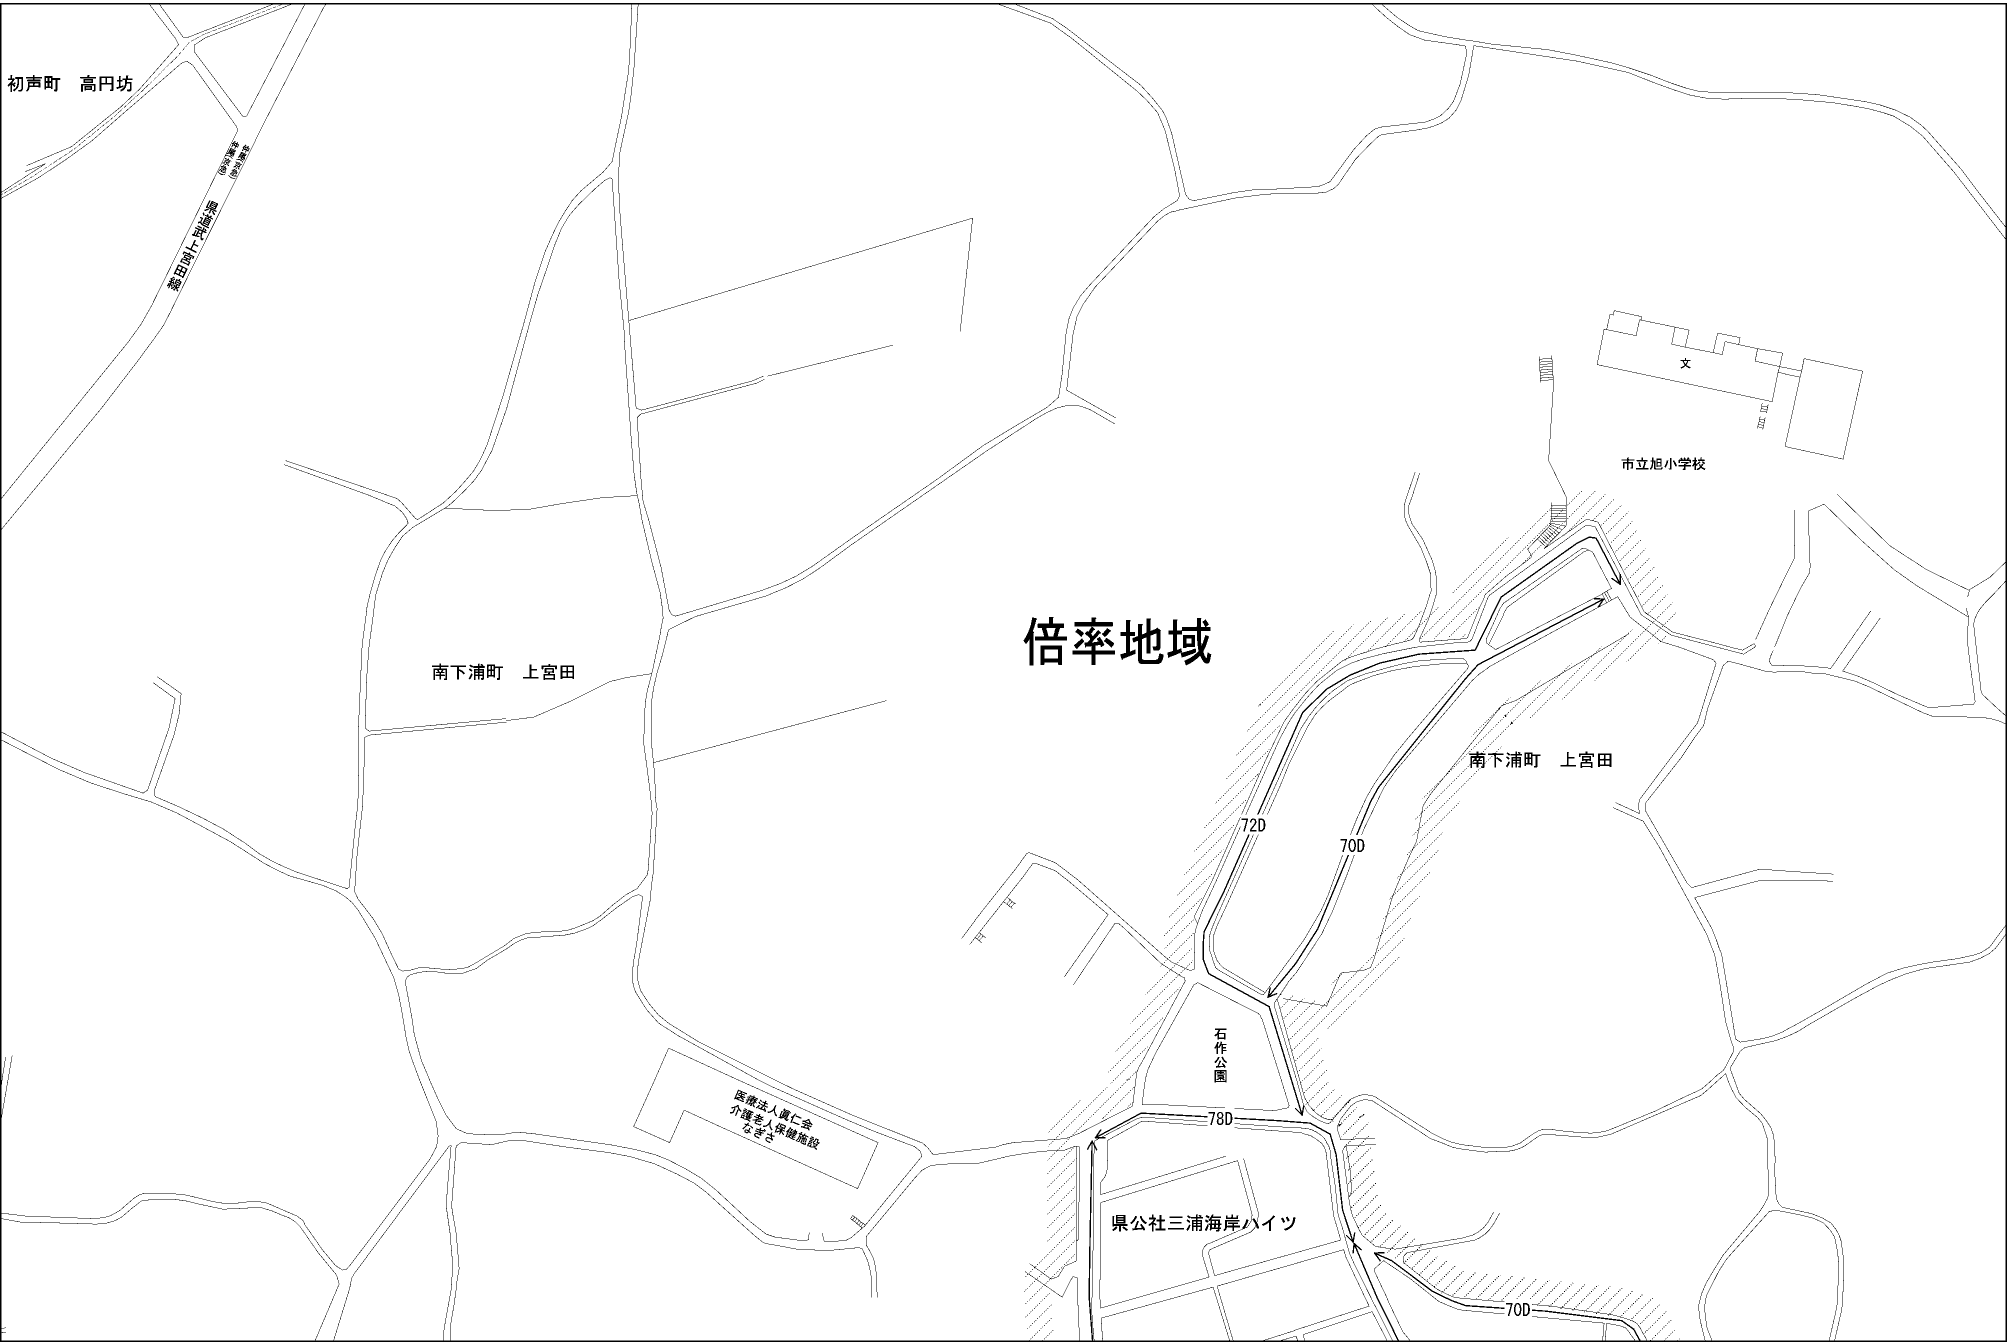 初声町　高円坊
県道武上宮田線
文
市立旭小学校
倍率地域
南下浦町　上宮田
南下浦町　上宮田
72D
70D
石作公園
医療法人眞仁会
介護老人保健施設
なぎさ
78D
県公社三浦海岸ハイツ
70D